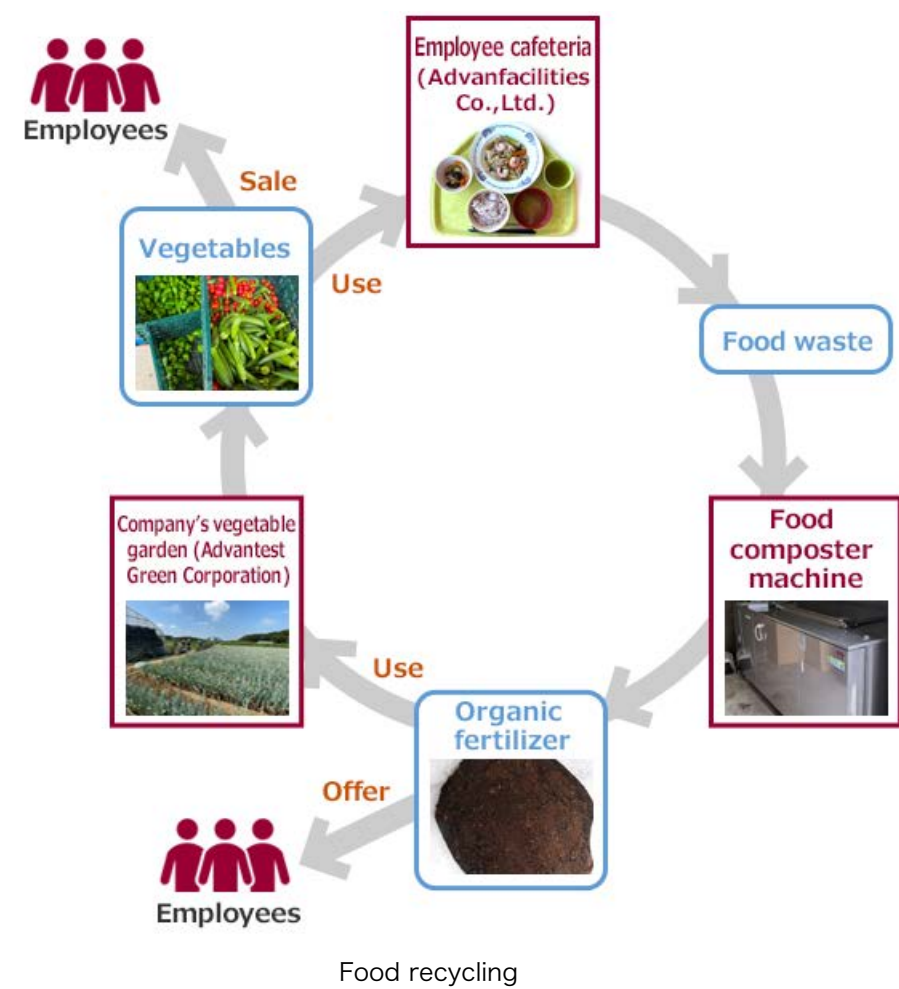 Employee cafeteria
(Advanfacilities
Co.,Ltd.)
Employees
Sale
Vegetables
Use
Food waste
Company's vegetable
garden (Advantest
Green Corporation)
Food
composter
machine
Use
Organic
fertilizer
Offer
Employees
Food recycling